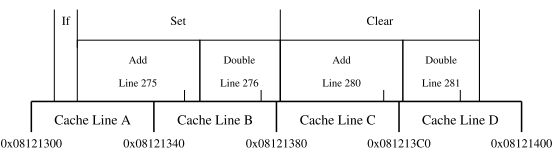 If Set Clear
Add Double Add Double
Line 275 Line 276 Line 280 Line 281
Cache Line A Cache Line B Cache Line C Cache Line D
0x08121300 0x08121340 0x08121380 0x081213C0 0x08121400